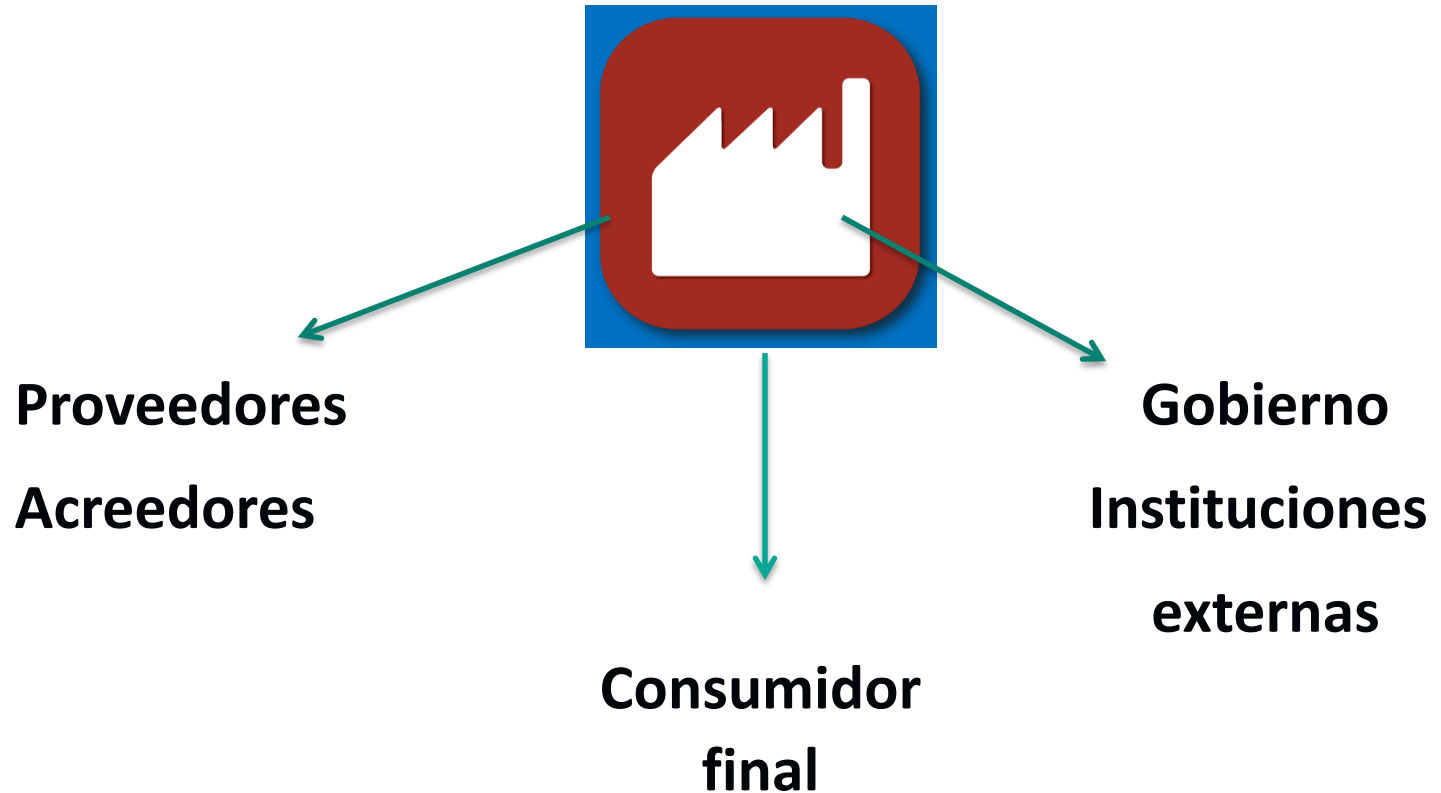 Proveedores
Acreedores
Consumidor
final
Gobierno
Instituciones
externas